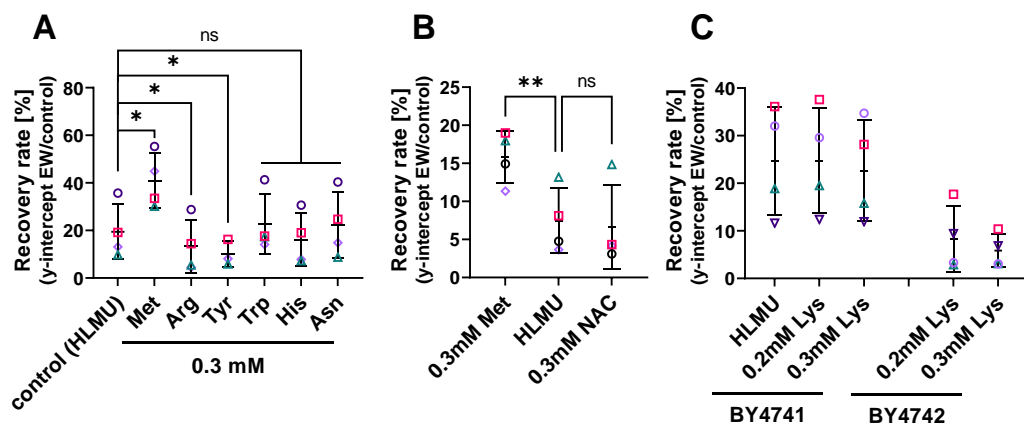 A
ns
*
*
*
80
60
40
20
0
Recovery rate [%]
(y-intercept EW/control)
control (HLMU)
Met
Arg
Tyr
Trp
His
Asn
0.3 mM
B
**
ns
25
20
15
10
5
0
Recovery rate [%]
(y-intercept EW/control)
0.3mM Met
HLMU
0.3mM NAC
C
40
30
20
10
0
Recovery rate [%]
(y-intercept EW/control)
HLMU
0.2mM Lys
0.3mM Lys
0.2mM Lys
0.3mM Lys
BY4741
BY4742